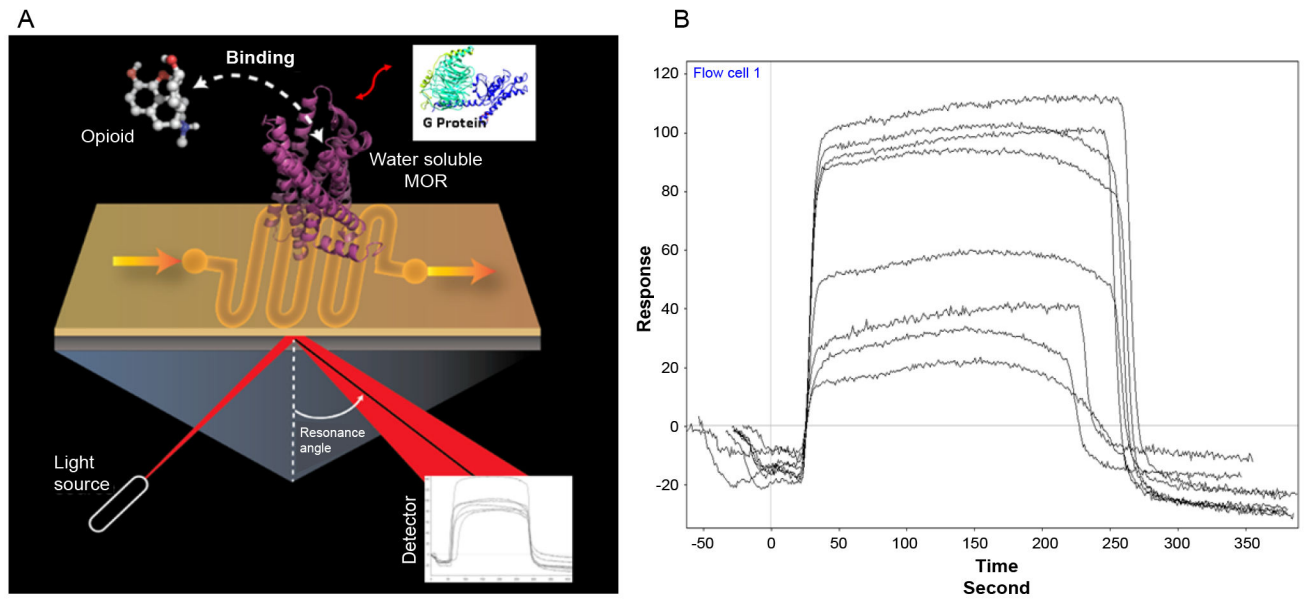 A
Binding
Opioid
G Protein
Water soluble
MOR
Resonance
angle
Light
source
Detector
B
Flow cell 1
120
100
80
60
40
20
0
-20
Response
-50
0
50
100
150
200
250
300
350
Time
Second